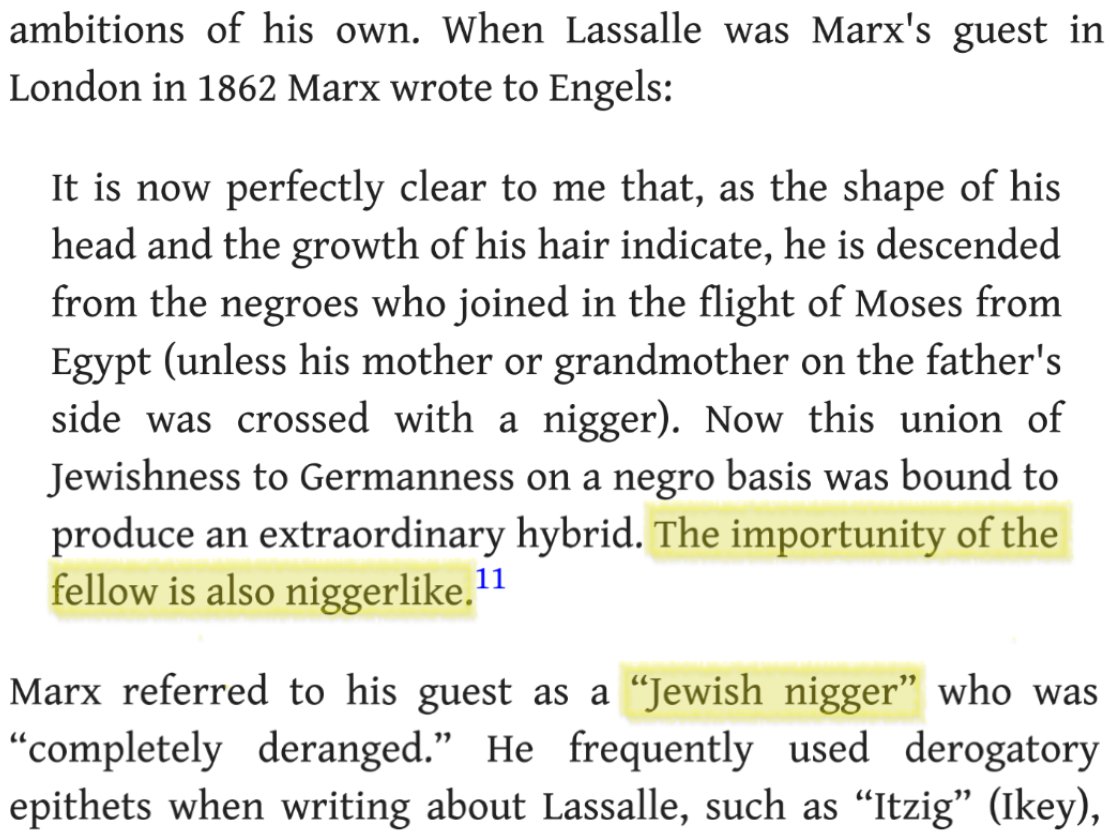 ambitions of his own. When Lassalle was Marx's guest in
London in 1862 Marx wrote to Engels:
It is now perfectly clear to me that, as the shape of his
head and the growth of his hair indicate, he is descended
from the negroes who joined in the flight of Moses from
Egypt (unless his mother or grandmother on the father's
side was crossed with a nigger). Now this union of
Jewishness to Germanness on a negro basis was bound to
produce an extraordinary hybrid. The importunity of the
fellow is also niggerlike.11
Marx referred to his guest as a “Jewish nigger” who was
“completely deranged.” He frequently used derogatory
epithets when writing about Lassalle, such as “Itzig” (Ikey),